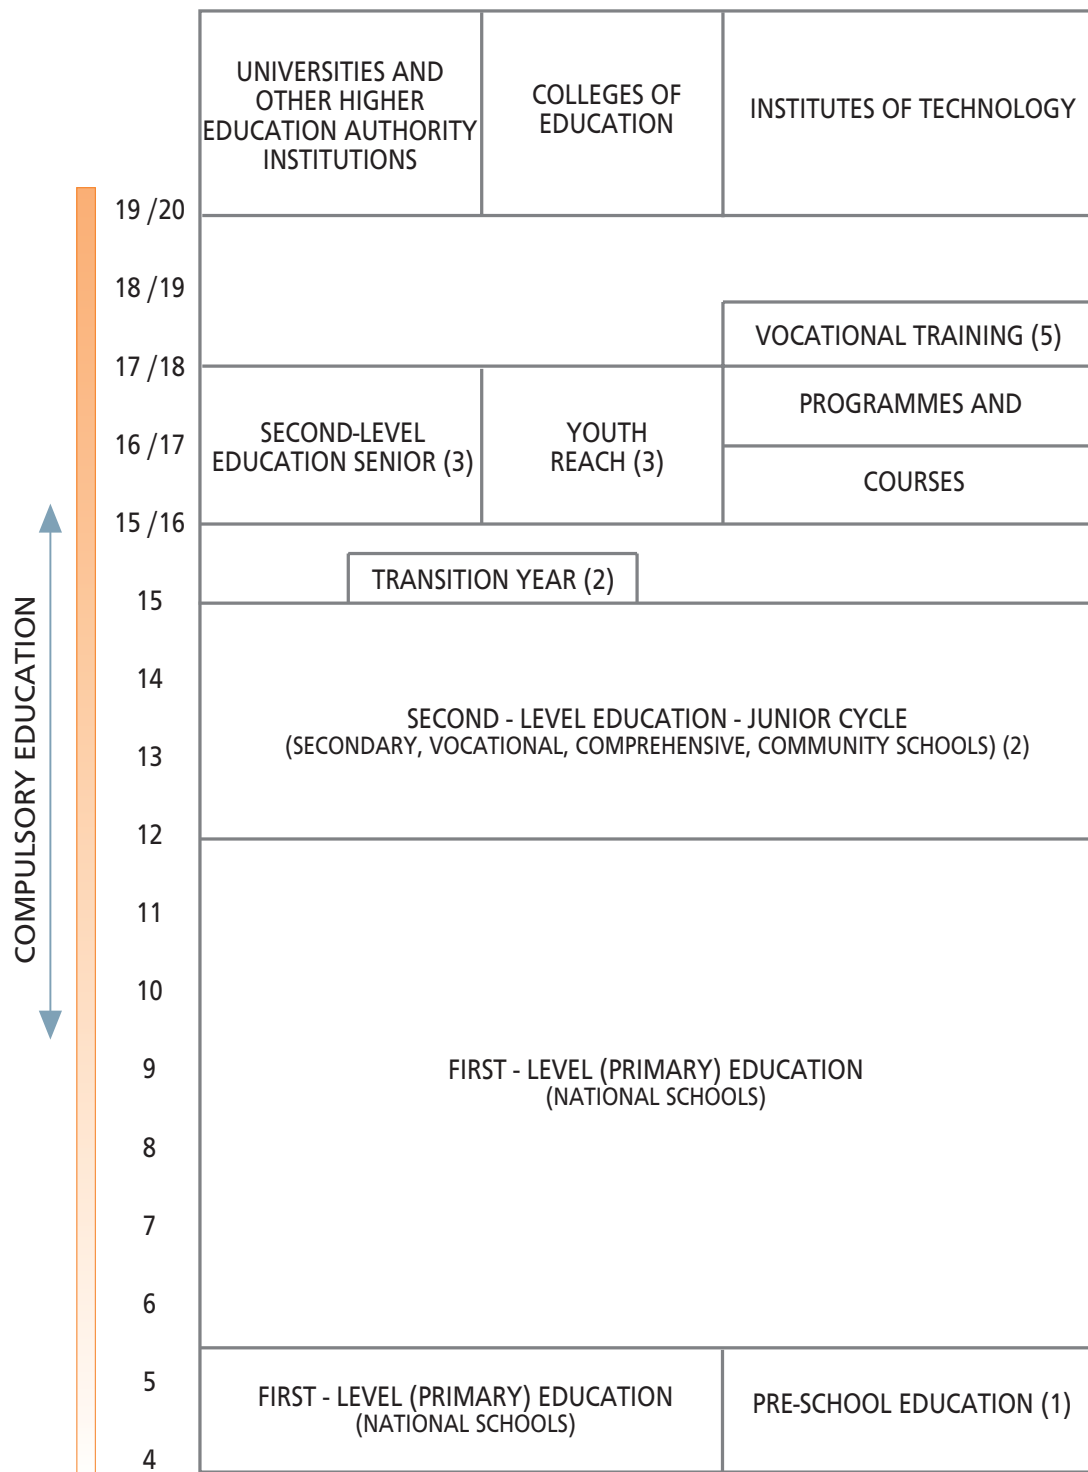 UNIVERSITIES AND
OTHER HIGHER
EDUCATION AUTHORITY
INSTITUTIONS
COLLEGES OF
EDUCATION
INSTITUTES OF TECHNOLOGY
19 /20
18 /19
VOCATIONAL TRAINING (5)
17 /18
PROGRAMMES AND
SECOND-LEVEL
EDUCATION SENIOR (3)
YOUTH
REACH (3)
16 /17
COURSES
15 /16
TRANSITION YEAR (2)
15
14
SECOND - LEVEL EDUCATION - JUNIOR CYCLE
(SECONDARY, VOCATIONAL, COMPREHENSIVE, COMMUNITY SCHOOLS) (2)
13
12
COMPULSORY EDUCATION
11
10
9
FIRST - LEVEL (PRIMARY) EDUCATION
(NATIONAL SCHOOLS)
8
7
6
5
FIRST - LEVEL (PRIMARY) EDUCATION
(NATIONAL SCHOOLS)
PRE-SCHOOL EDUCATION (1)
4